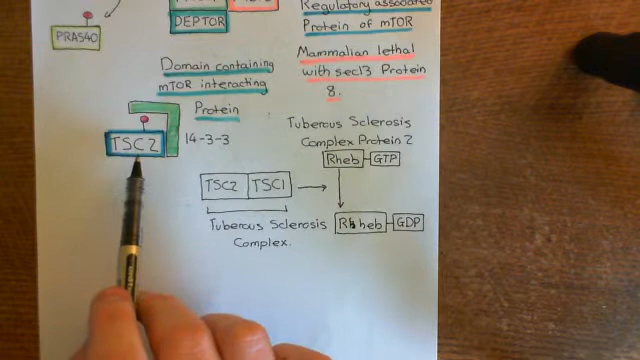 Regulatory associated
Protein of mTOR
DEPTOR
PRAS40
Mammalian lethal
with sec13 Protein
8.
Domain containing
mTOR interacting
Protein
TSC2
14-3-3
Tuberous Sclerosis
Complex Protein 2
Rheb GTP
TSC2 TSC1
Tuberous Sclerosis
Complex.
Rheb GDP